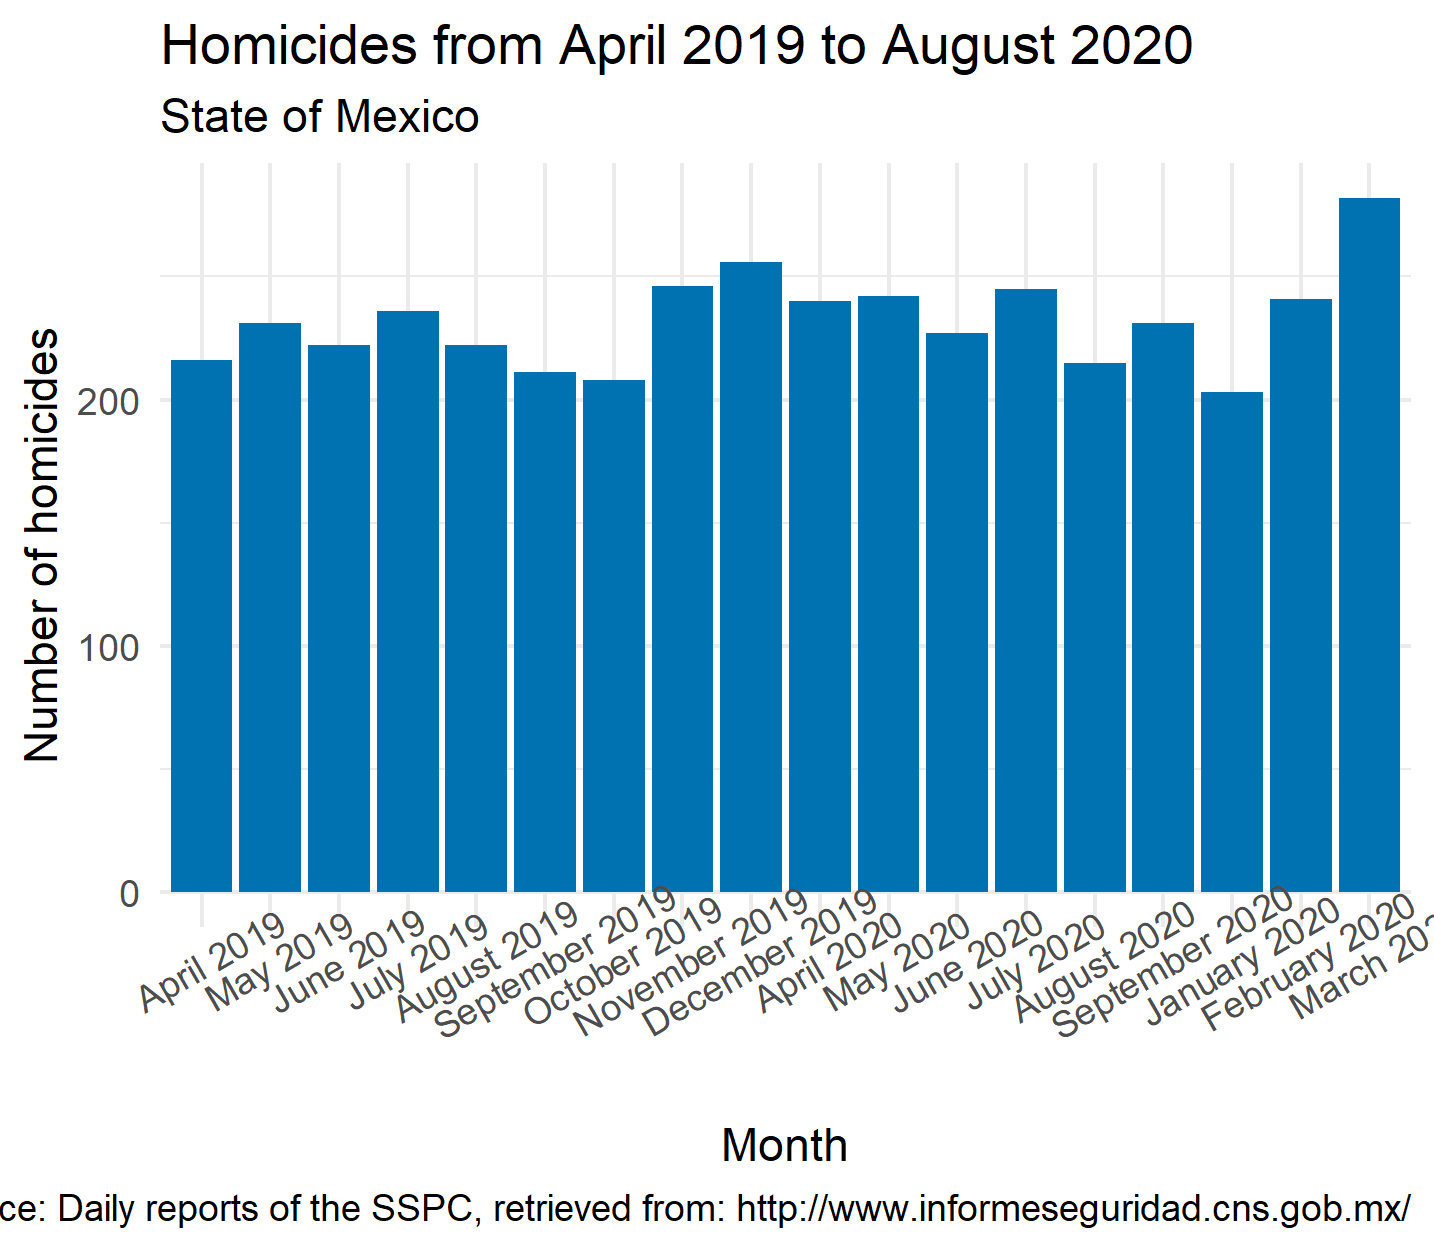 Homicides from April 2019 to August 2020
State of Mexico
Number of homicides
200
100
0
April 2019
May 2019
June 2019
July 2019
August 2019
September 2019
October 2019
November 2019
December 2019
April 2020
May 2020
June 2020
July 2020
August 2020
September 2020
January 2020
February 2020
March 202
Month
ce: Daily reports of the SSPC, retrieved from: http://www.informeseguridad.cns.gob.mx/